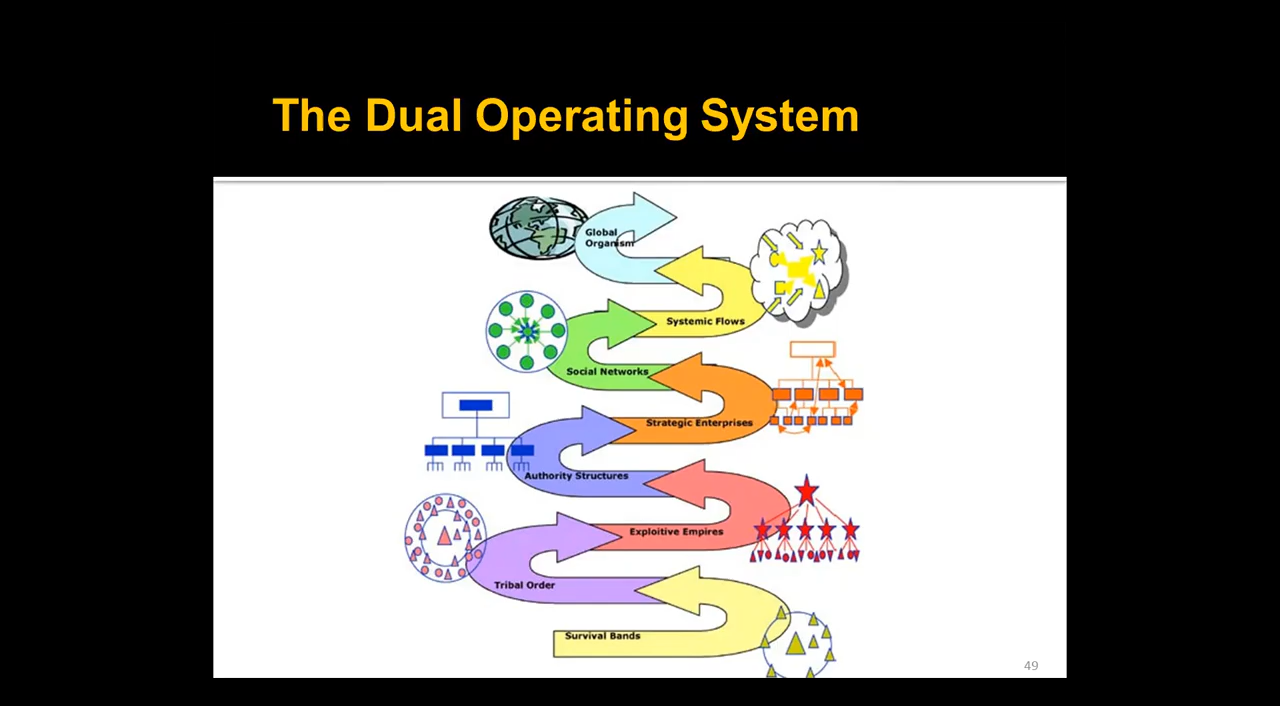 The Dual Operating System
Global
Organism
Systemic Flows
Social Networks
Strategic Enterprises
Authority Structures
Exploitive Empires
Tribal Order
Survival Bands
49